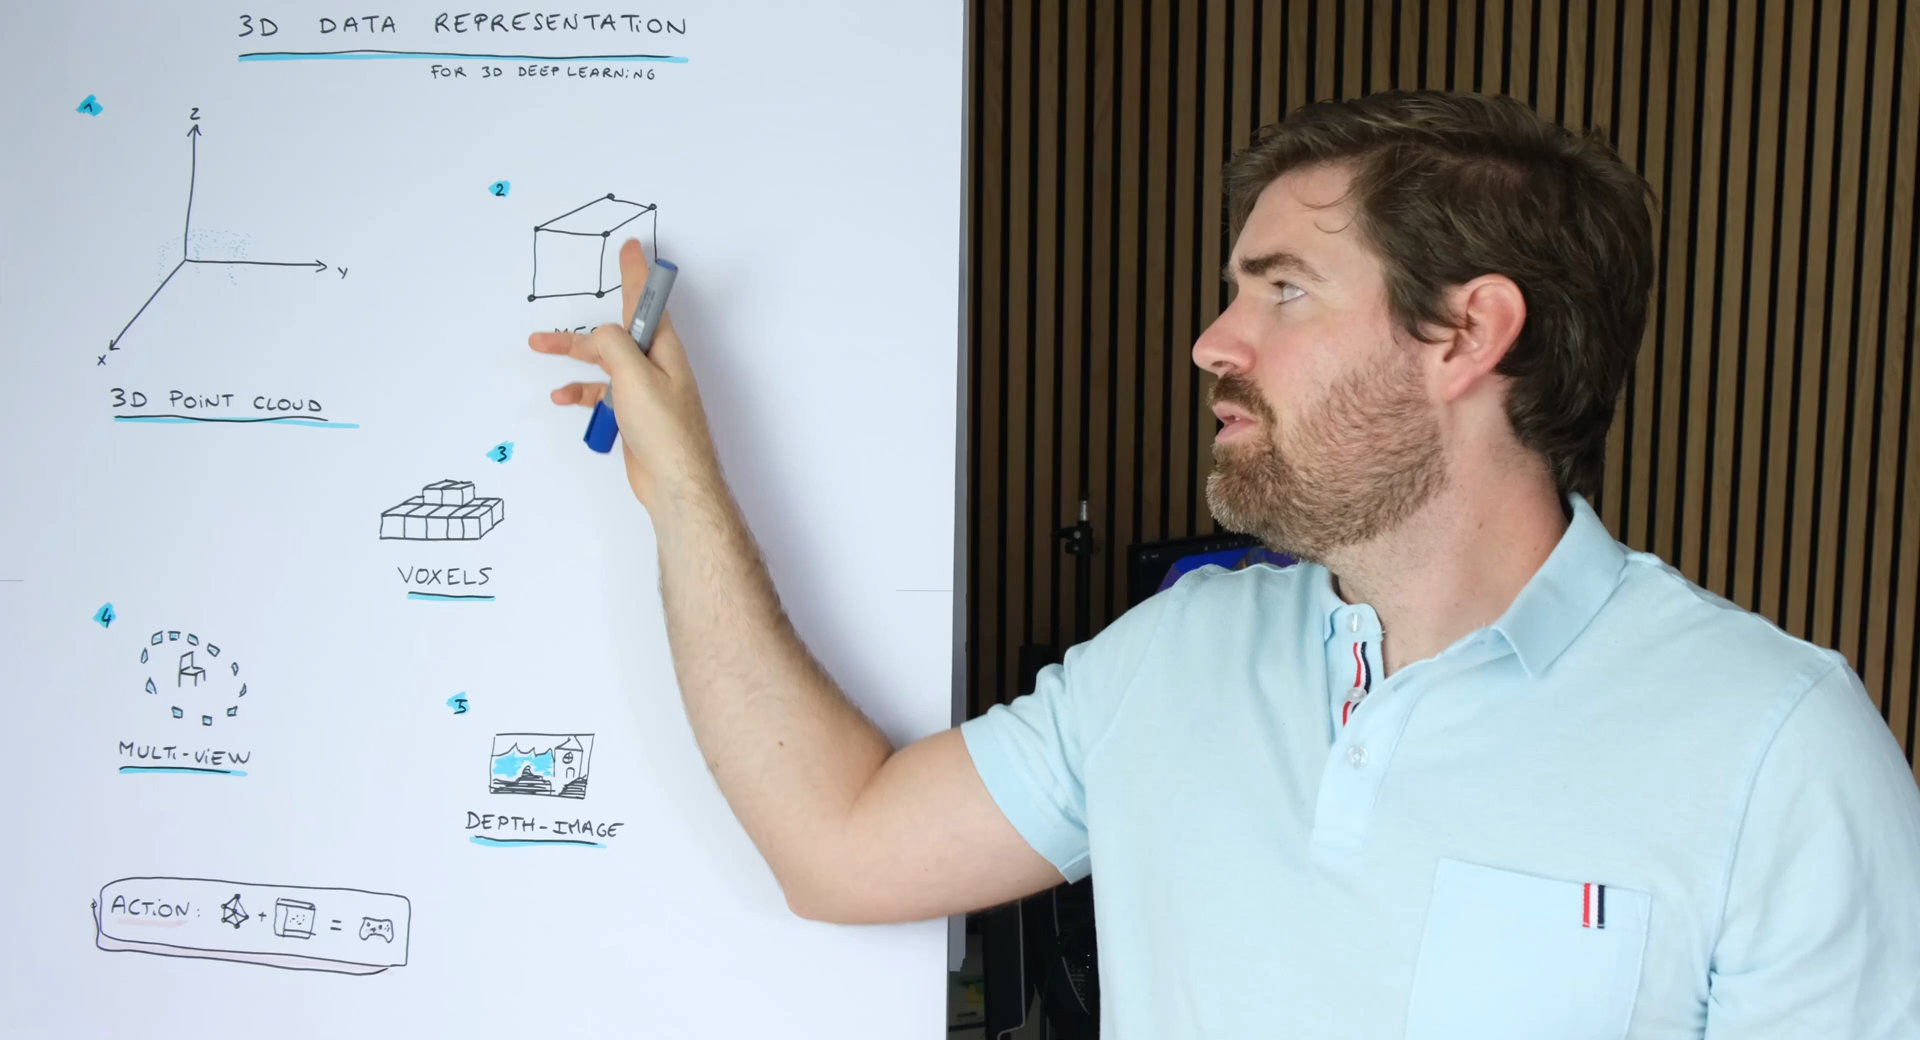 3D DATA REPRESENTATION
FOR 3D DEEP LEARNING
1
Z
Y
X
3D POINT CLOUD
2
3
VOXELS
4
MULTI-VIEW
5
DEPTH-IMAGE
ACTION: + =